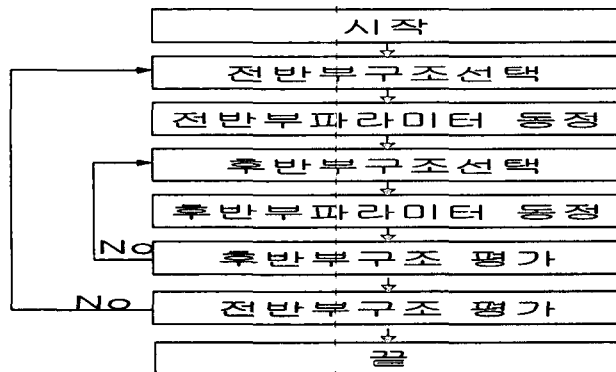 시작
전반부구조선택
전반부파라미터 동정
후반부구조선택
후반부파라미터 동정
No
후반부구조 평가
No
전반부구조 평가
끝